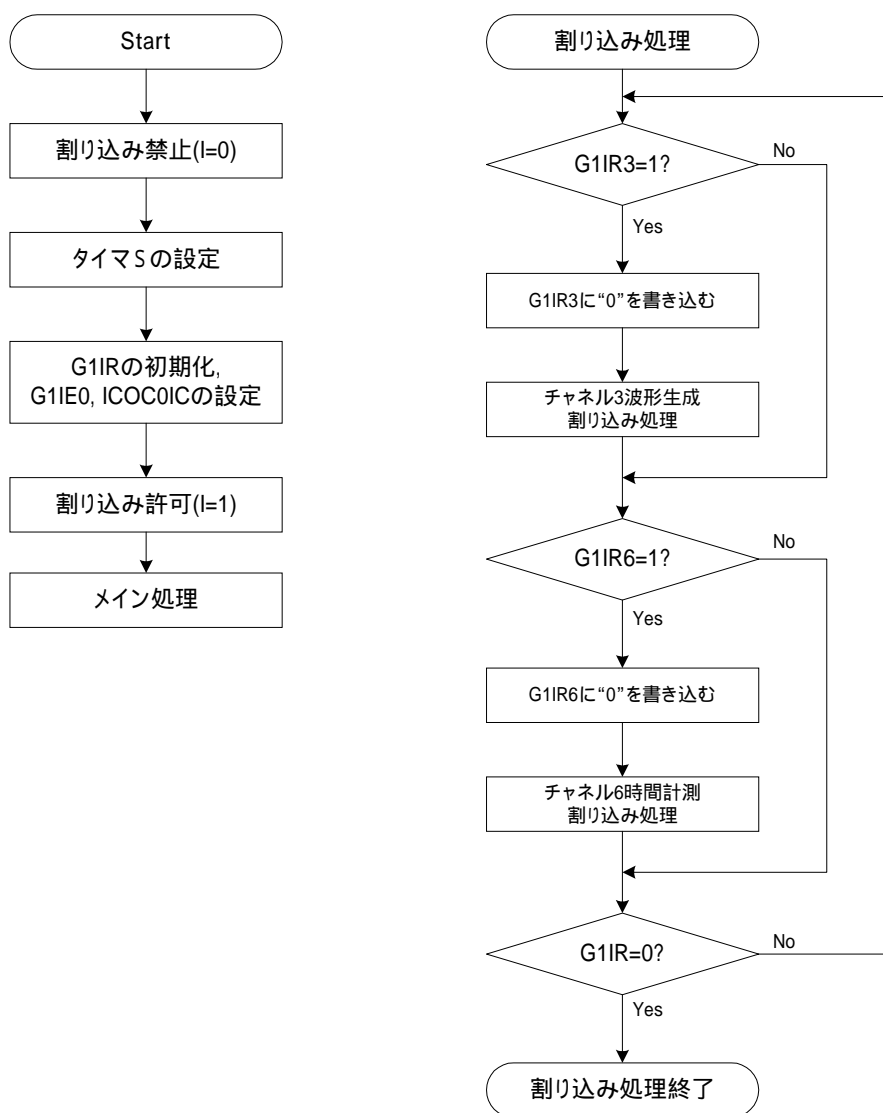 Start
割り込み禁止(I=0)
タイマSの設定
G1IRの初期化,
G1IE0, ICOC0ICの設定
割り込み許可(I=1)
メイン処理
割り込み処理
G1IR3=1?
No
Yes
G1IR3に“0”を書き込む
チャネル3波形生成
割り込み処理
G1IR6=1?
No
Yes
G1IR6に“0”を書き込む
チャネル6時間計測
割り込み処理
G1IR=0?
No
Yes
割り込み処理終了